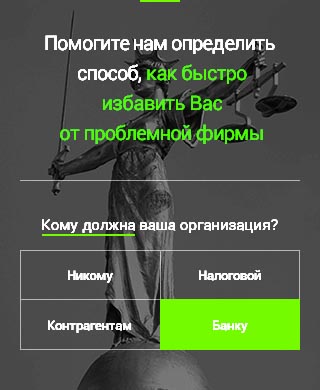 Помогите нам определить
способ, как быстро
избавить Вас
от проблемной фирмы
Кому должна ваша организация?
Никому
Налоговой
Контрагентам
Банку